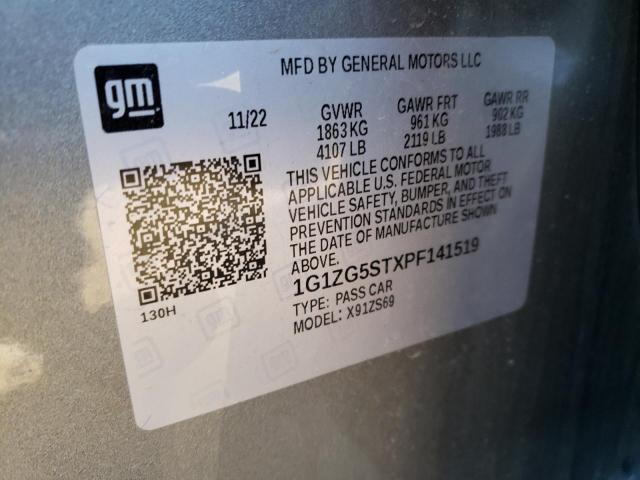 gm
MFD BY GENERAL MOTORS LLC
11/22
GVWR
1863 KG
4107 LB
GAWR FRT
961 KG
2119 LB
GAWR RR
902 KG
1988 LB
THIS VEHICLE CONFORMS TO ALL
APPLICABLE U.S. FEDERAL MOTOR
VEHICLE SAFETY, BUMPER, AND THEFT
PREVENTION STANDARDS IN EFFECT ON
THE DATE OF MANUFACTURE SHOWN
ABOVE.
1G1ZG5STXPF141519
TYPE: PASS CAR
MODEL: X91ZS69
130H